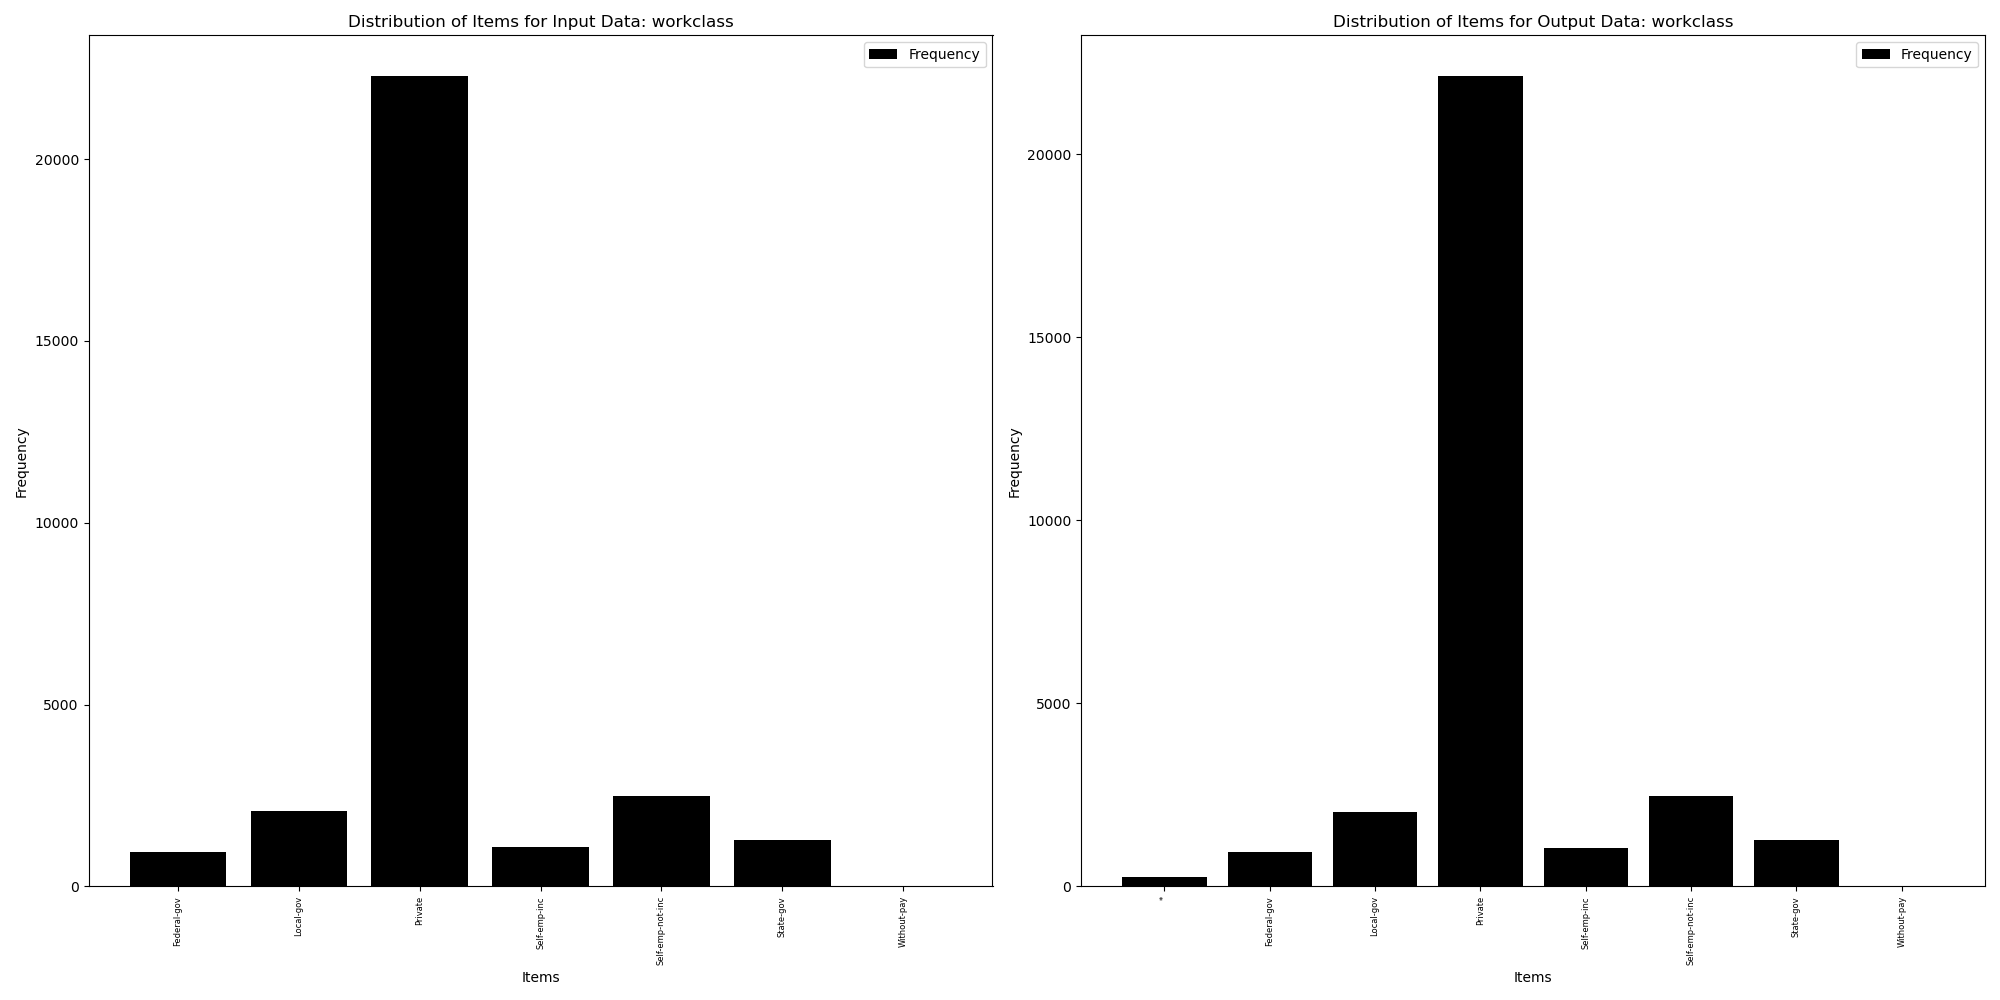 Distribution of Items for Input Data: workclass
Frequency
20000
15000
10000
5000
0
Frequency
Federal-gov
Local-gov
Private
Self-emp-inc
Self-emp-not-inc
State-gov
Without-pay
Items
Distribution of Items for Output Data: workclass
Frequency
20000
15000
10000
5000
0
Frequency
*
Federal-gov
Local-gov
Private
Self-emp-inc
Self-emp-not-inc
State-gov
Without-pay
Items